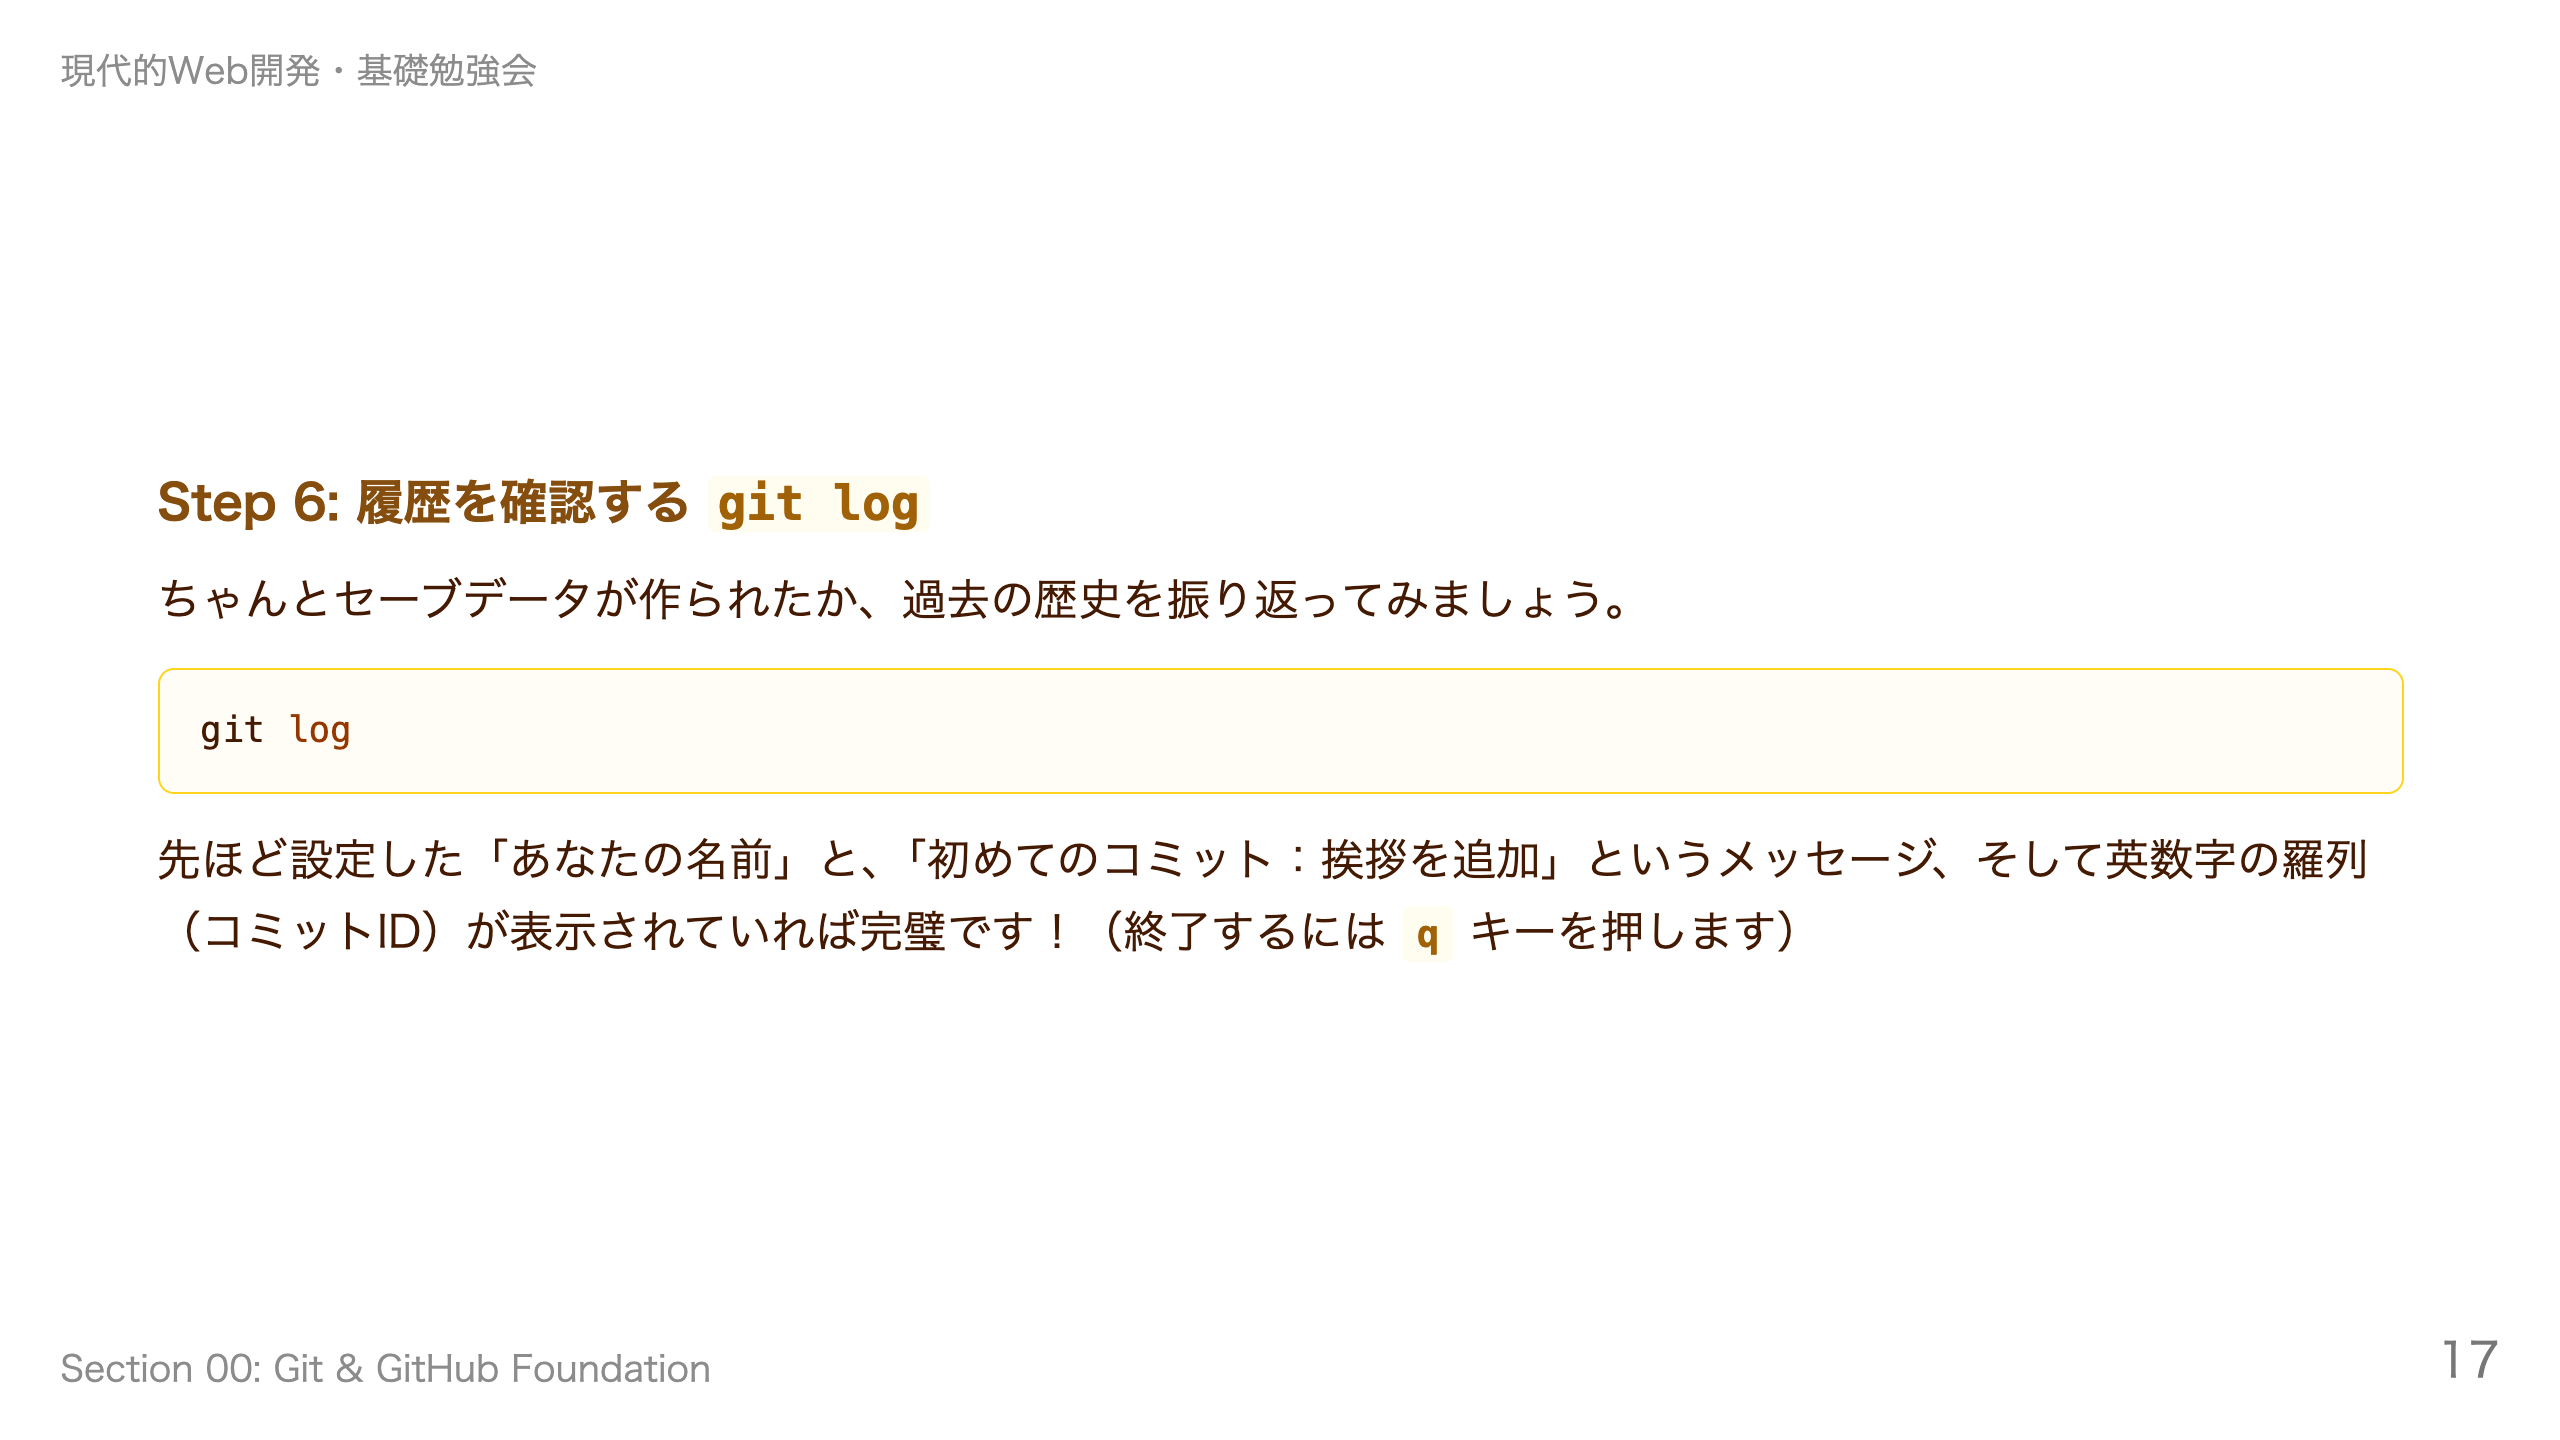 現代的Web開発・基礎勉強会
Step 6: 履歴を確認する git log
ちゃんとセーブデータが作られたか、過去の歴史を振り返ってみましょう。
git log
先ほど設定した「あなたの名前」と、「初めてのコミット：挨拶を追加」というメッセージ、そして英数字の羅列
（コミットID）が表示されていれば完璧です！（終了するには q キーを押します）
Section 00: Git & GitHub Foundation
17